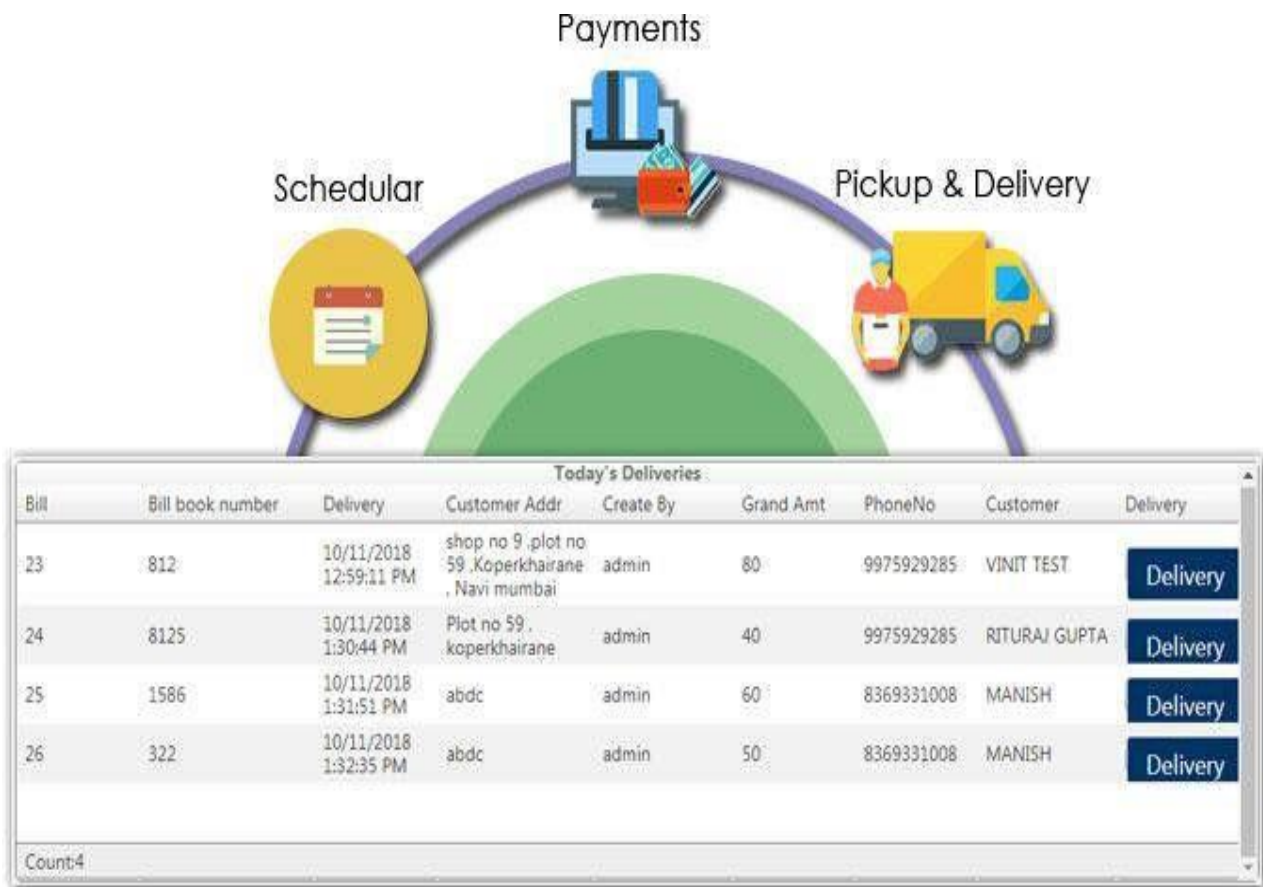 Payments
Schedular
Pickup & Delivery
Today's Deliveries
Bill Bill book number Delivery Customer Addr Create By Grand Amt PhoneNo Customer Delivery
23 812 10/11/2018 12:59:11 PM shop no 9 .plot no 59 ,Koperkhairane , Navi mumbai admin 80 9975929285 VINIT TEST Delivery
24 8125 10/11/2018 1:30:44 PM Plot no 59 , koperkhairane admin 40 9975929285 RITURAJ GUPTA Delivery
25 1586 10/11/2018 1:31:51 PM abdc admin 60 8369331008 MANISH Delivery
26 322 10/11/2018 1:32:35 PM abdc admin 50 8369331008 MANISH Delivery
Count:4